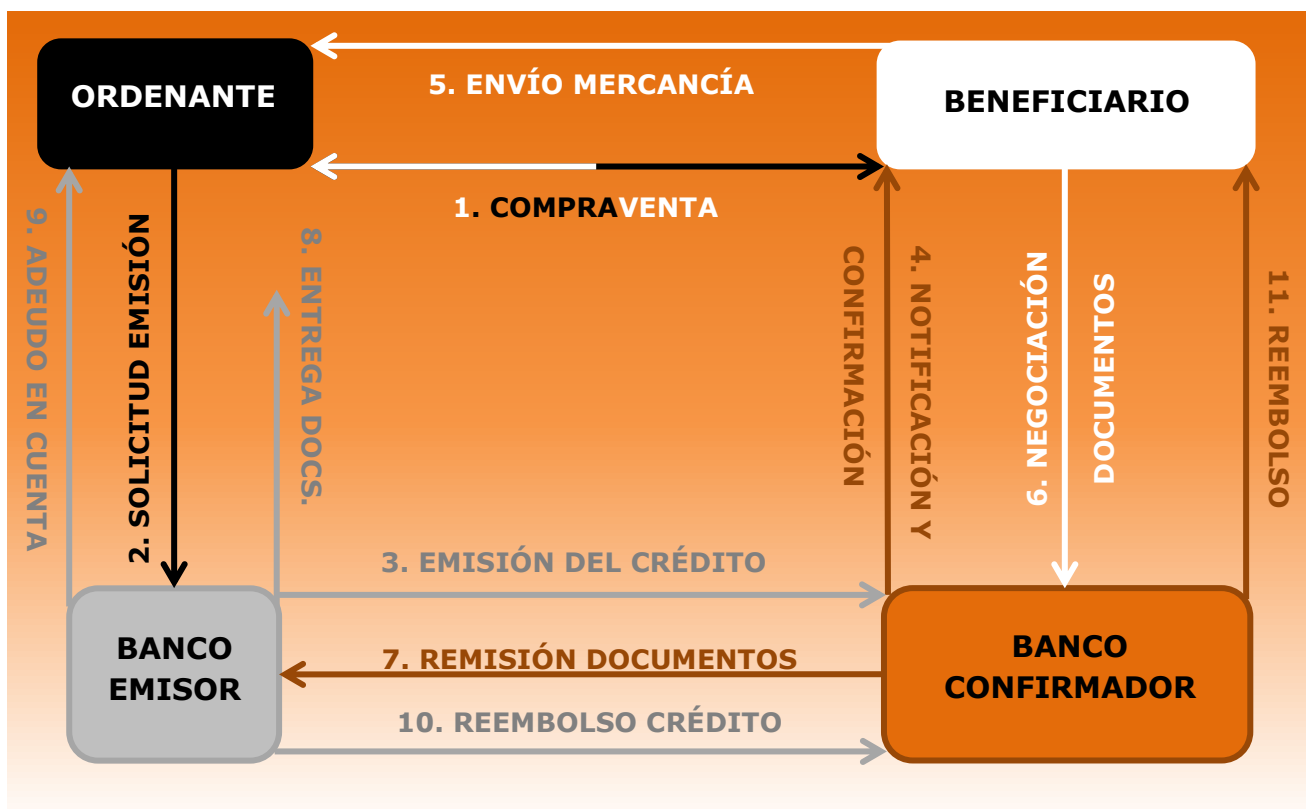 ORDENANTE
5. ENVÍO MERCANCÍA
BENEFICIARIO
1. COMPRAVENTA
9. ADEUDO EN CUENTA
2. SOLICITUD EMISIÓN
8. ENTREGA DOCS.
4. NOTIFICACIÓN Y
CONFIRMACIÓN
6. NEGOCIACIÓN
DOCUMENTOS
11. REEMBOLSO
3. EMISIÓN DEL CRÉDITO
BANCO
EMISOR
7. REMISIÓN DOCUMENTOS
BANCO
CONFIRMADOR
10. REEMBOLSO CRÉDITO